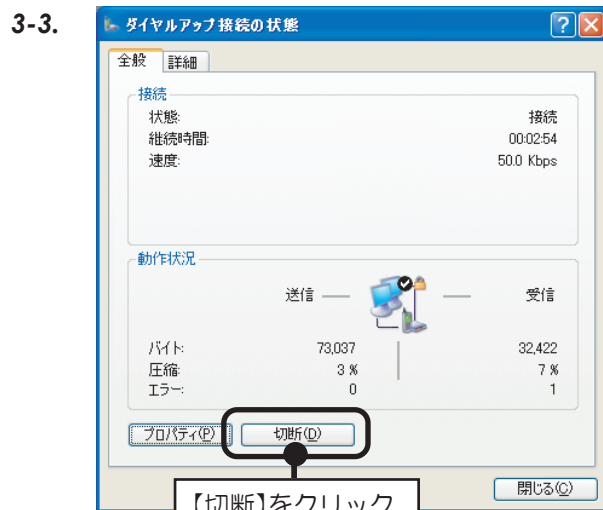 3-3.
ダイヤルアップ接続の状態
全般 詳細
接続
状態: 接続
継続時間: 00:02:54
速度: 50.0 Kbps
動作状況
送信 受信
バイト: 73,037 32,422
圧縮: 3 % 7 %
エラー: 0 1
プロパティ(P) 切断(D)
【切断】をクリック
閉じる(C)